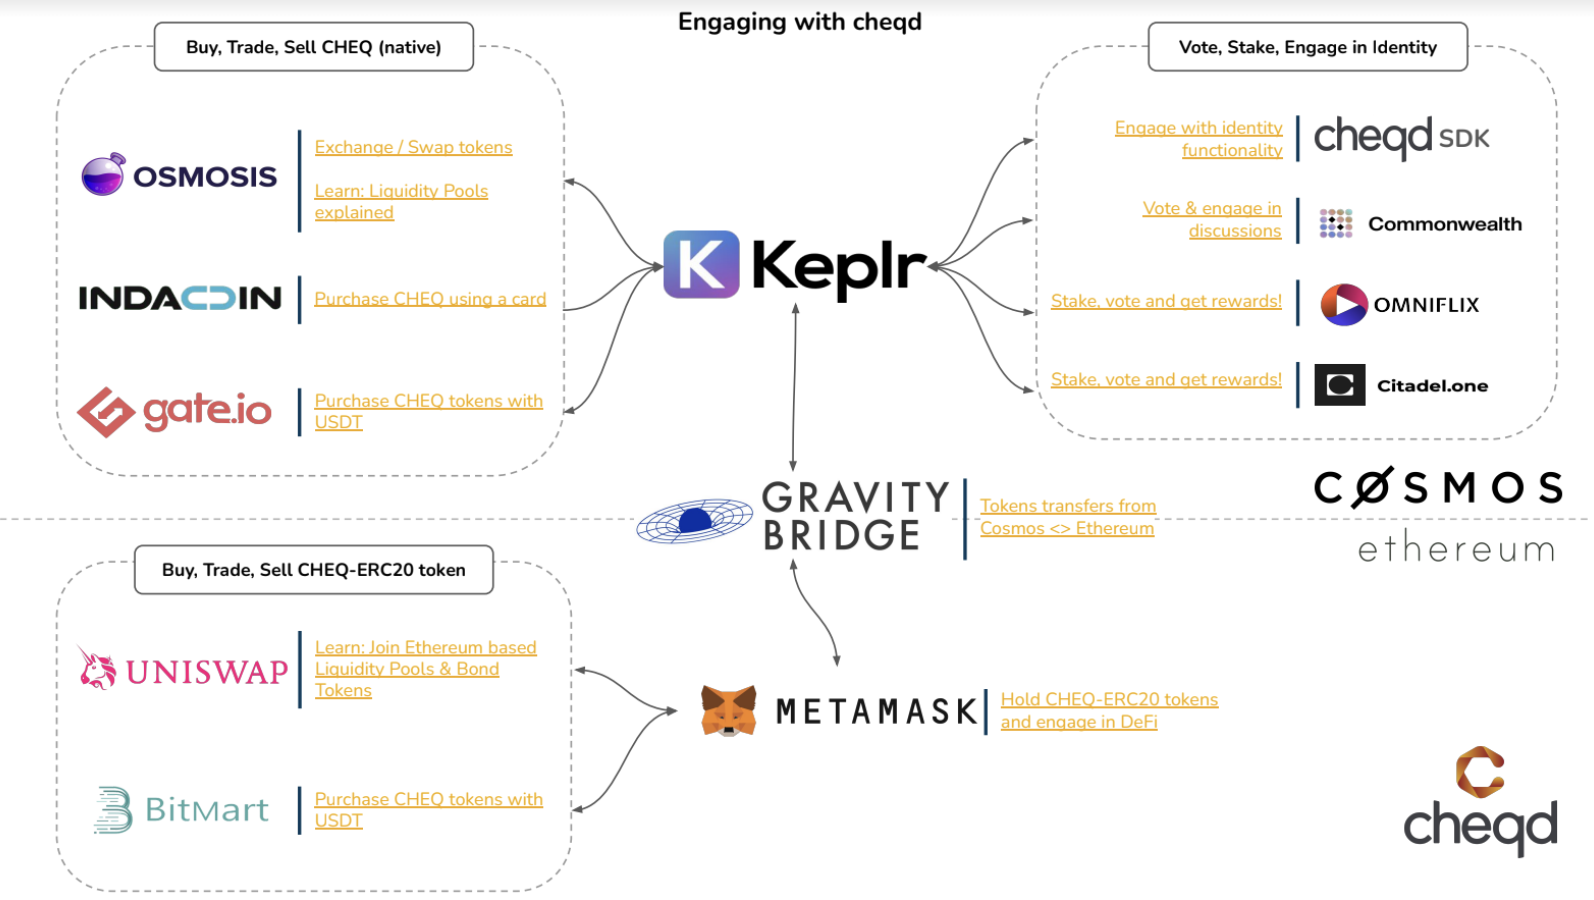 Engaging with cheqd
Buy, Trade, Sell CHEQ (native)
OSMOSIS
Exchange / Swap tokens
Learn: Liquidity Pools
explained
INDACOIN
Purchase CHEQ using a card
gate.io
Purchase CHEQ tokens with
USDT
K Keplr
Vote, Stake, Engage in Identity
Engage with identity
functionality
cheqd SDK
Vote & engage in
discussions
Commonwealth
Stake, vote and get rewards!
OMNIFLIX
Stake, vote and get rewards!
Citadel.one
GRAVITY
BRIDGE
Tokens transfers from
Cosmos <> Ethereum
COSMOS
ethereum
Buy, Trade, Sell CHEQ-ERC20 token
UNISWAP
Learn: Join Ethereum based
Liquidity Pools & Bond
Tokens
BitMart
Purchase CHEQ tokens with
USDT
METAMASK
Hold CHEQ-ERC20 tokens
and engage in DeFi
cheqd